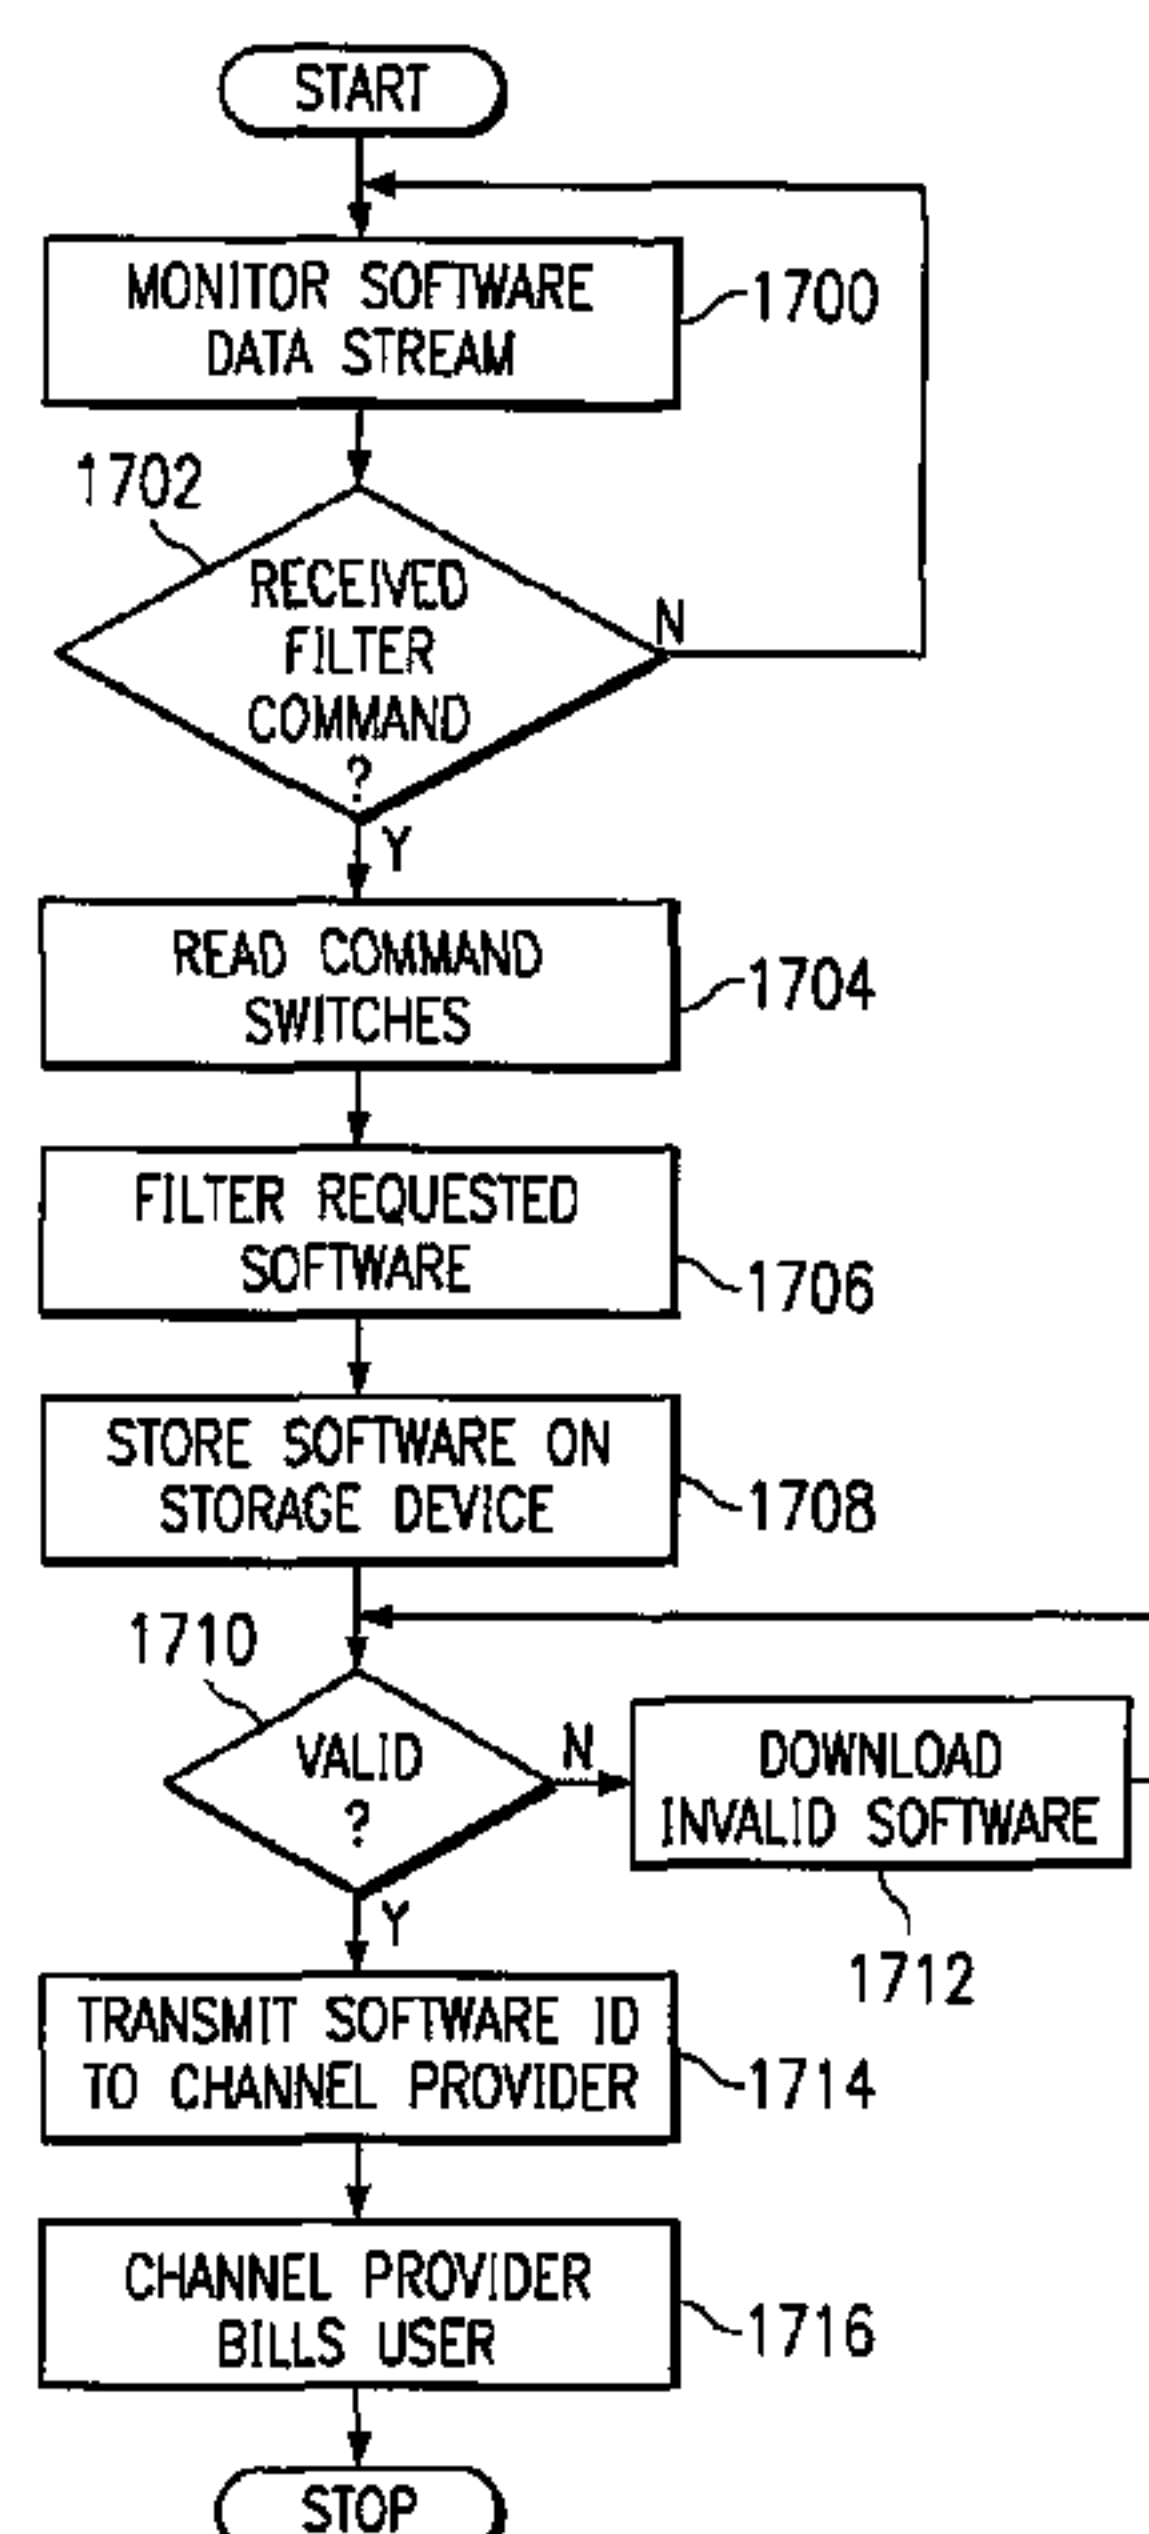 START
MONITOR SOFTWARE
DATA STREAM
1700
1702
RECEIVED
FILTER
COMMAND
?
N
Y
READ COMMAND
SWITCHES
1704
FILTER REQUESTED
SOFTWARE
1706
STORE SOFTWARE ON
STORAGE DEVICE
1708
1710
VALID
?
N
DOWNLOAD
INVALID SOFTWARE
1712
Y
TRANSMIT SOFTWARE ID
TO CHANNEL PROVIDER
1714
CHANNEL PROVIDER
BILLS USER
1716
STOP